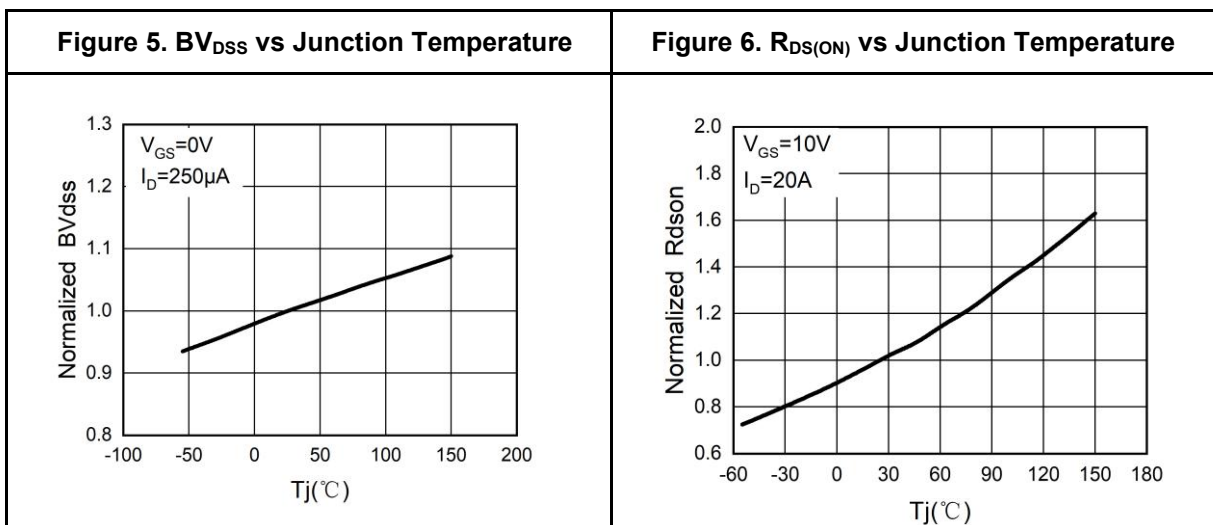 Figure 5. BVDSS vs Junction Temperature
Figure 6. RDS(ON) vs Junction Temperature
1.3
1.2
1.1
1.0
0.9
0.8
Normalized BVdss
VGS=0V
ID=250μA
-100 -50 0 50 100 150 200
Tj(℃)
2.0
1.8
1.6
1.4
1.2
1.0
0.8
0.6
Normalized Rdson
VGS=10V
ID=20A
-60 -30 0 30 60 90 120 150 180
Tj(℃)